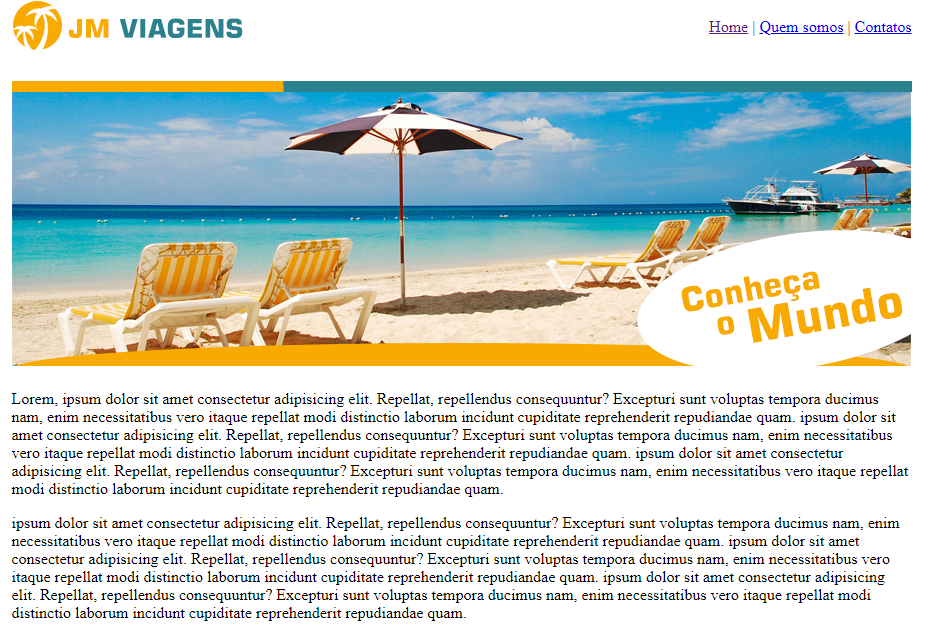 JM VIAGENS
Home | Quem somos | Contatos
Conheça
o Mundo
Lorem, ipsum dolor sit amet consectetur adipisicing elit. Repellat, repellendus consequuntur? Excepturi sunt voluptas tempora ducimus
nam, enim necessitatibus vero itaque repellat modi distinctio laborum incidunt cupiditate reprehenderit repudiandae quam. ipsum dolor sit
amet consectetur adipisicing elit. Repellat, repellendus consequuntur? Excepturi sunt voluptas tempora ducimus nam, enim necessitatibus
vero itaque repellat modi distinctio laborum incidunt cupiditate reprehenderit repudiandae quam. ipsum dolor sit amet consectetur
adipisicing elit. Repellat, repellendus consequuntur? Excepturi sunt voluptas tempora ducimus nam, enim necessitatibus vero itaque repellat
modi distinctio laborum incidunt cupiditate reprehenderit repudiandae quam.
ipsum dolor sit amet consectetur adipisicing elit. Repellat, repellendus consequuntur? Excepturi sunt voluptas tempora ducimus nam, enim
necessitatibus vero itaque repellat modi distinctio laborum incidunt cupiditate reprehenderit repudiandae quam. ipsum dolor sit amet
consectetur adipisicing elit. Repellat, repellendus consequuntur? Excepturi sunt voluptas tempora ducimus nam, enim necessitatibus vero
itaque repellat modi distinctio laborum incidunt cupiditate reprehenderit repudiandae quam. ipsum dolor sit amet consectetur adipisicing
elit. Repellat, repellendus consequuntur? Excepturi sunt voluptas tempora ducimus nam, enim necessitatibus vero itaque repellat modi
distinctio laborum incidunt cupiditate reprehenderit repudiandae quam.